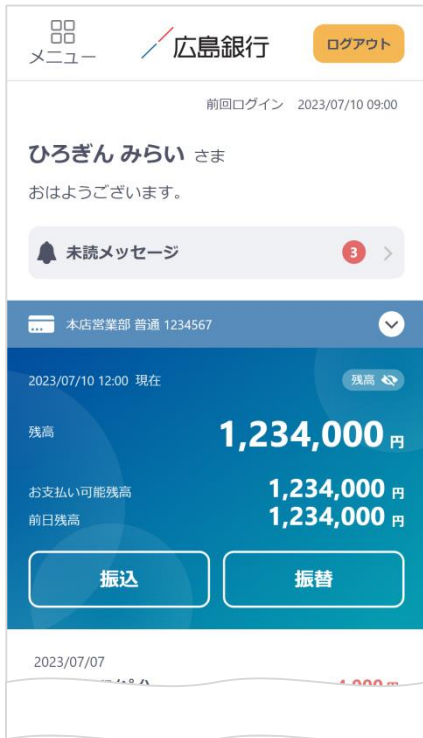 メニュー
広島銀行
ログアウト
前回ログイン 2023/07/10 09:00
ひろぎん みらい さま
おはようございます。
未読メッセージ 3
本店営業部 普通 1234567
2023/07/10 12:00 現在
残高
残高 1,234,000 円
お支払い可能残高 1,234,000 円
前日残高 1,234,000 円
振込 振替
2023/07/07